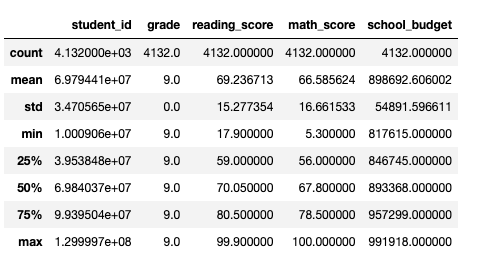 student_id grade reading_score math_score school_budget
count 4.132000e+03 4132.0 4132.000000 4132.000000 4132.000000
mean 6.979441e+07 9.0 69.236713 66.585624 898692.606002
std 3.470565e+07 0.0 15.277354 16.661533 54891.596611
min 1.000906e+07 9.0 17.900000 5.300000 817615.000000
25% 3.953848e+07 9.0 59.000000 56.000000 846745.000000
50% 6.984037e+07 9.0 70.050000 67.800000 893368.000000
75% 9.939504e+07 9.0 80.500000 78.500000 957299.000000
max 1.299997e+08 9.0 99.900000 100.000000 991918.000000